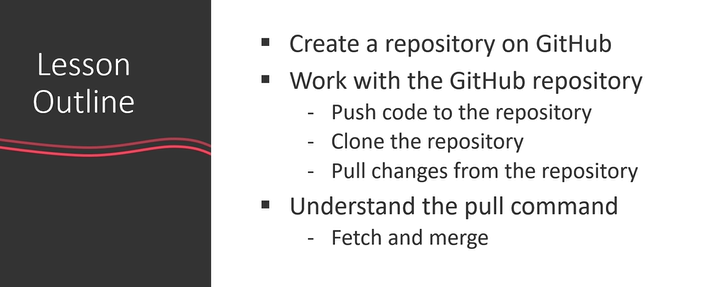 Lesson
Outline
▪ Create a repository on GitHub
▪ Work with the GitHub repository
- Push code to the repository
- Clone the repository
- Pull changes from the repository
▪ Understand the pull command
- Fetch and merge